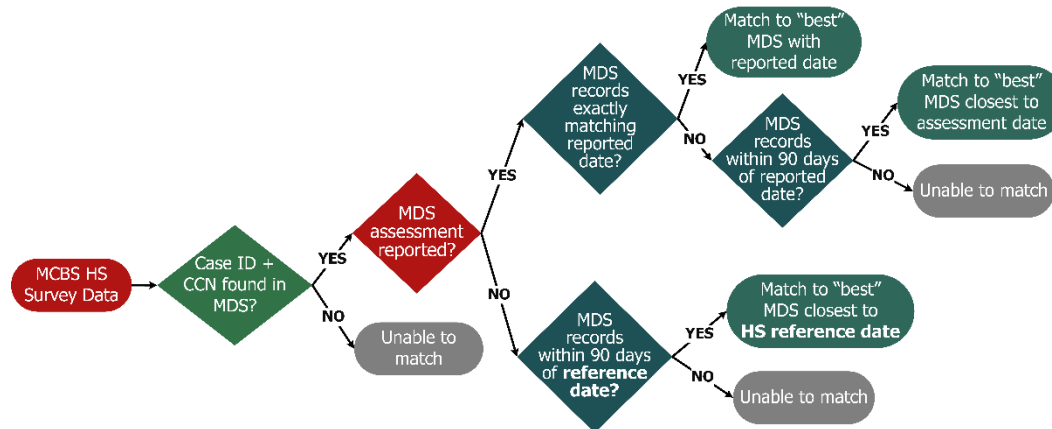 MCBS HS
Survey Data
Case ID +
CCN found in
MDS?
YES
NO
Unable to
match
MDS
assessment
reported?
YES
NO
MDS
records
exactly
matching
reported
date?
YES
NO
Match to “best”
MDS with
reported date
MDS
records
within 90 days
of reported
date?
YES
NO
Match to “best”
MDS closest to
assessment date
Unable to match
MDS
records
within 90 days
of reference
date?
YES
NO
Match to “best”
MDS closest to
HS reference date
Unable to match